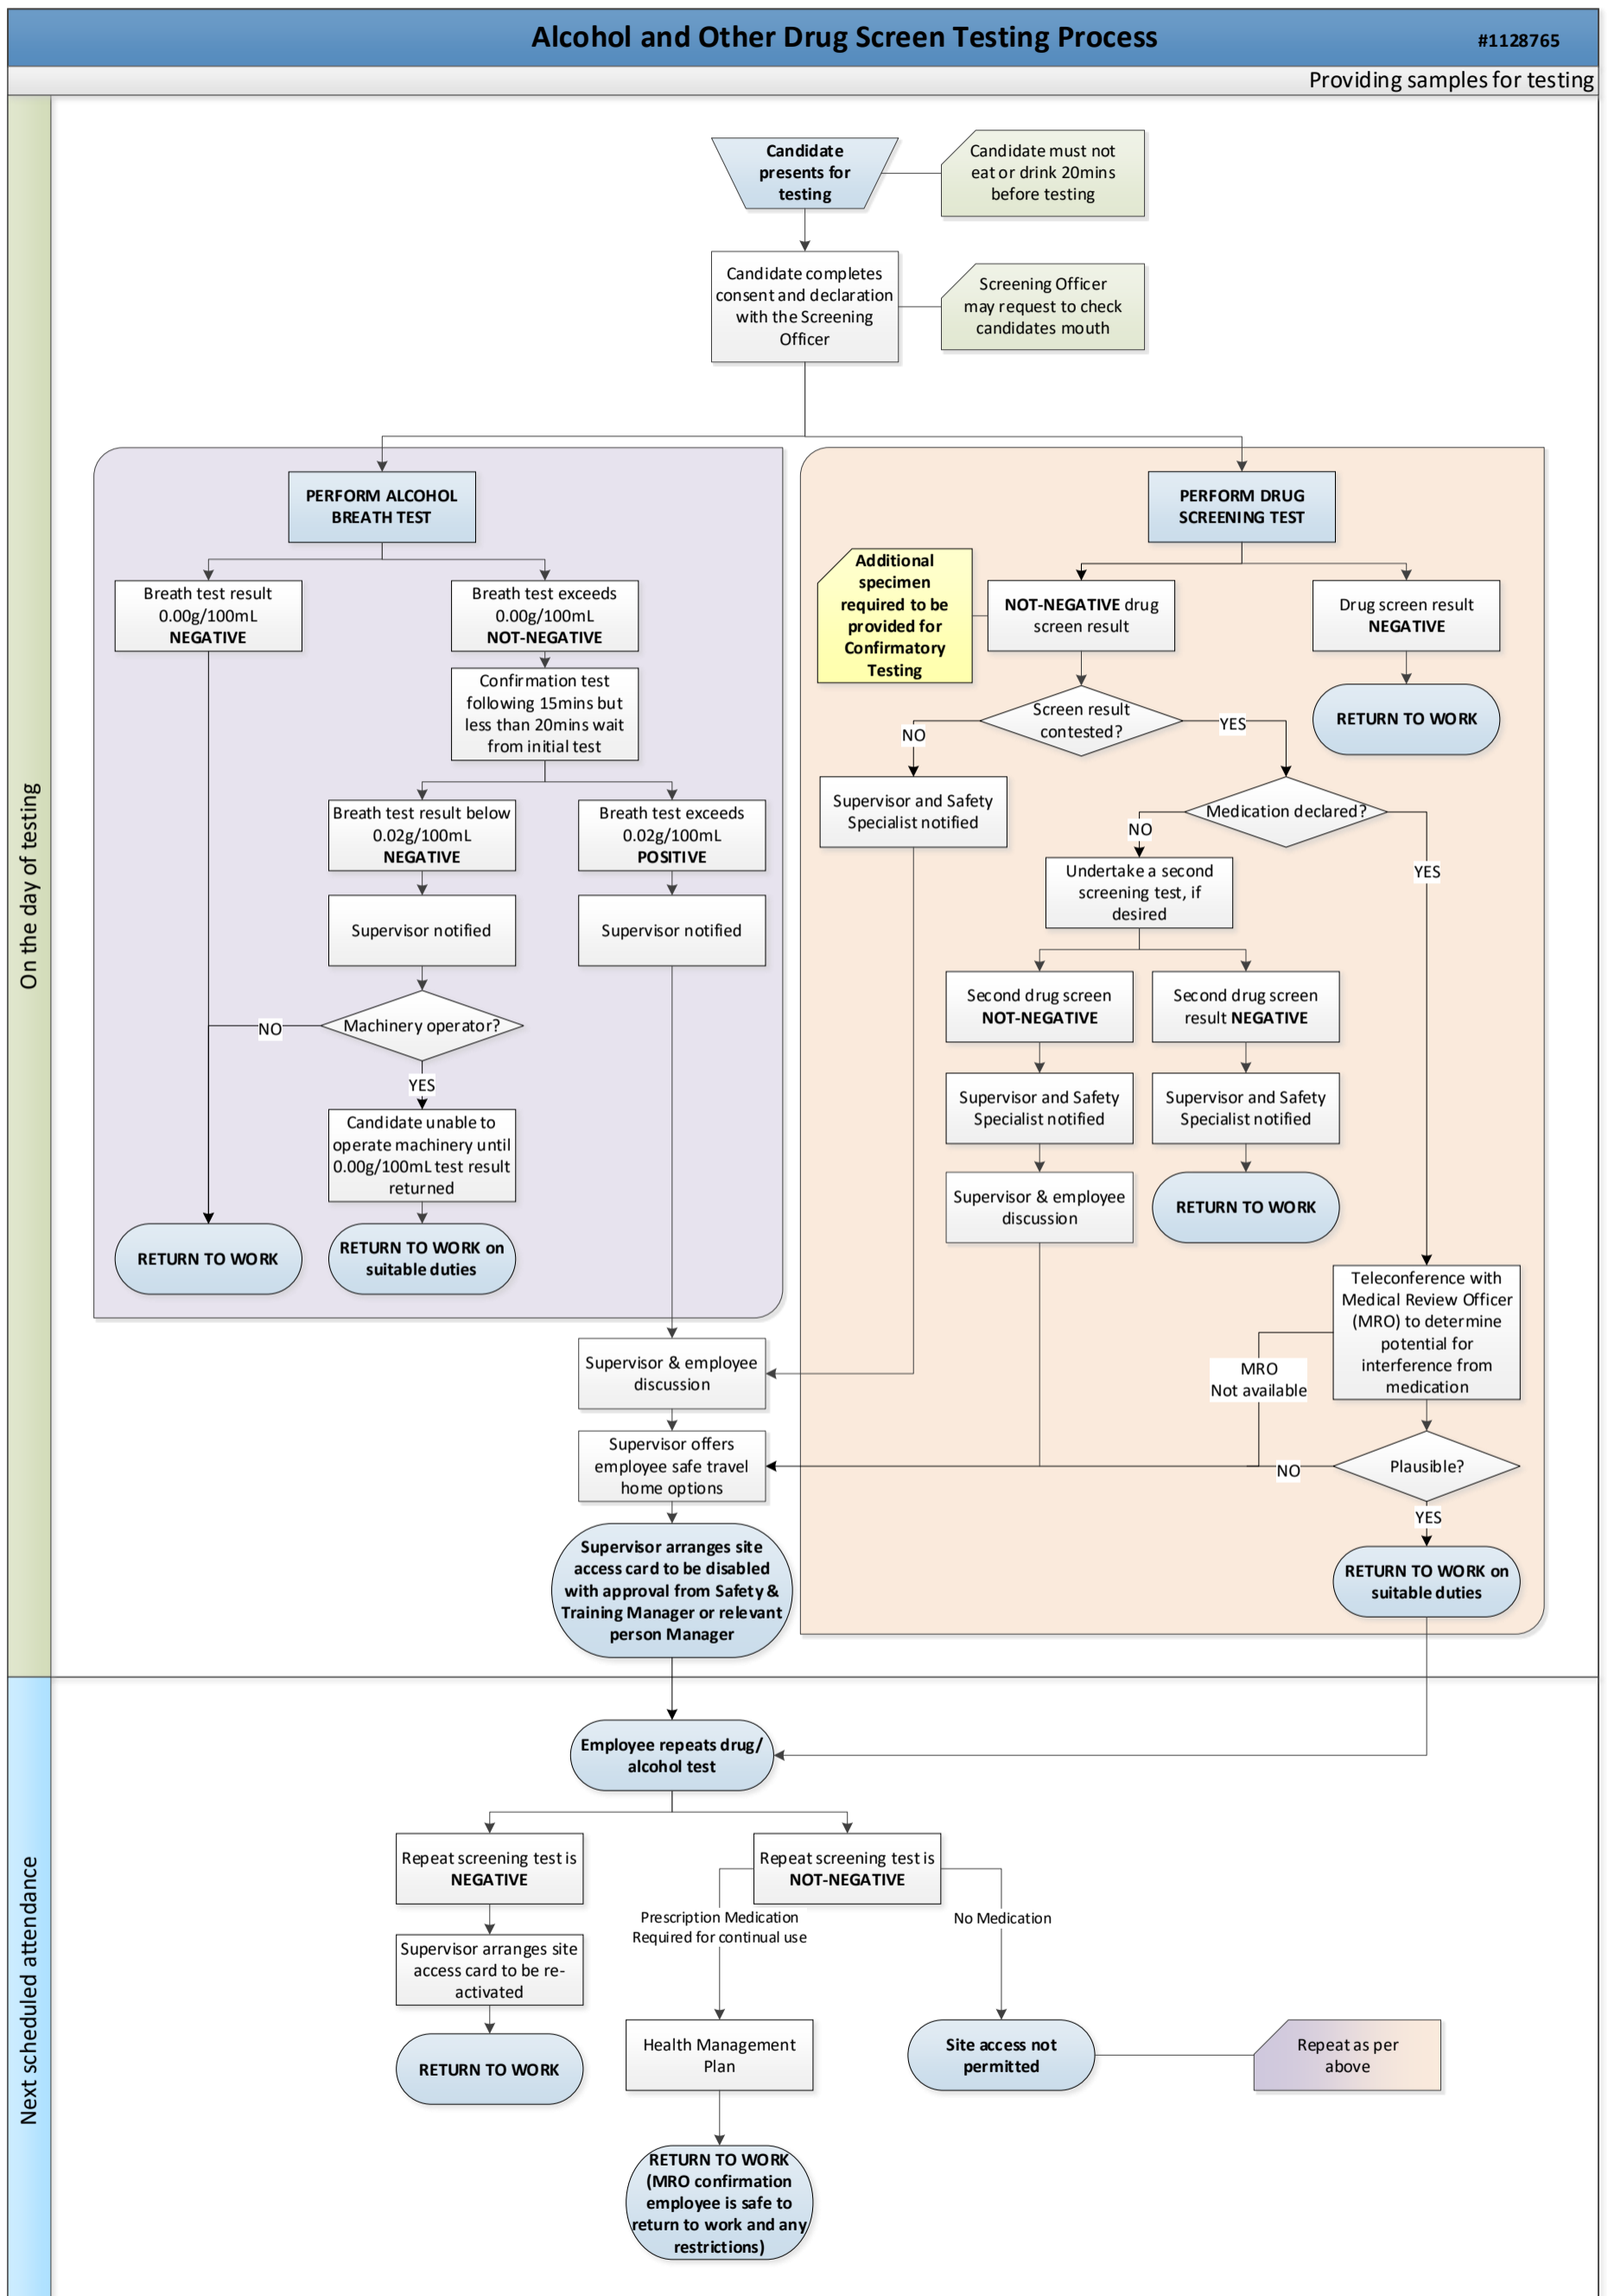 Alcohol and Other Drug Screen Testing Process
#1128765
Providing samples for testing
On the day of testing
Candidate
presents for
testing
Candidate must not
eat or drink 20mins
before testing
Candidate completes
consent and declaration
with the Screening
Officer
Screening Officer
may request to check
candidates mouth
PERFORM ALCOHOL
BREATH TEST
Breath test result
0.00g/100mL
NEGATIVE
Breath test exceeds
0.00g/100mL
NOT-NEGATIVE
Confirmation test
following 15mins but
less than 20mins wait
from initial test
Breath test result below
0.02g/100mL
NEGATIVE
Breath test exceeds
0.02g/100mL
POSITIVE
Supervisor notified
Supervisor notified
Machinery operator?
NO
YES
Candidate unable to
operate machinery until
0.00g/100mL test result
returned
RETURN TO WORK
RETURN TO WORK on
suitable duties
PERFORM DRUG
SCREENING TEST
Additional
specimen
required to be
provided for
Confirmatory
Testing
NOT-NEGATIVE drug
screen result
Drug screen result
NEGATIVE
RETURN TO WORK
Screen result
contested?
NO
YES
Supervisor and Safety
Specialist notified
Medication declared?
NO
YES
Undertake a second
screening test, if
desired
Second drug screen
NOT-NEGATIVE
Second drug screen
result NEGATIVE
Supervisor and Safety
Specialist notified
Supervisor and Safety
Specialist notified
Supervisor & employee
discussion
RETURN TO WORK
Teleconference with
Medical Review Officer
(MRO) to determine
potential for
interference from
medication
MRO
Not available
Plausible?
NO
YES
RETURN TO WORK on
suitable duties
Supervisor & employee
discussion
Supervisor offers
employee safe travel
home options
Supervisor arranges site
access card to be disabled
with approval from Safety &
Training Manager or relevant
person Manager
Next scheduled attendance
Employee repeats drug/
alcohol test
Repeat screening test is
NEGATIVE
Repeat screening test is
NOT-NEGATIVE
Prescription Medication
Required for continual use
No Medication
Supervisor arranges site
access card to be re-
activated
RETURN TO WORK
Health Management
Plan
Site access not
permitted
Repeat as per
above
RETURN TO WORK
(MRO confirmation
employee is safe to
return to work and any
restrictions)